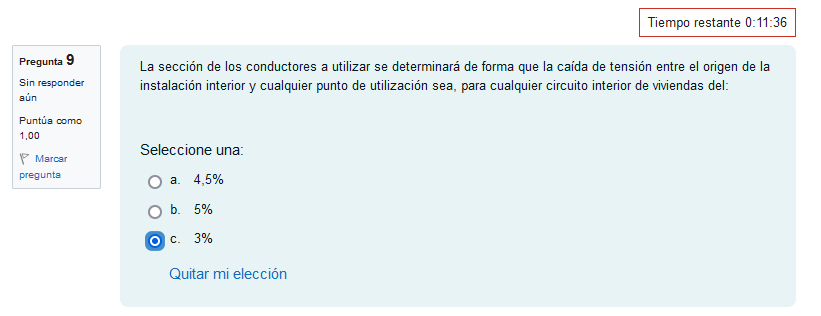 Tiempo restante 0:11:36
Pregunta 9
Sin responder
aún
Puntúa como
1,00
Marcar
pregunta
La sección de los conductores a utilizar se determinará de forma que la caída de tensión entre el origen de la
instalación interior y cualquier punto de utilización sea, para cualquier circuito interior de viviendas del:
Seleccione una:
a. 4,5%
b. 5%
c. 3%
Quitar mi elección